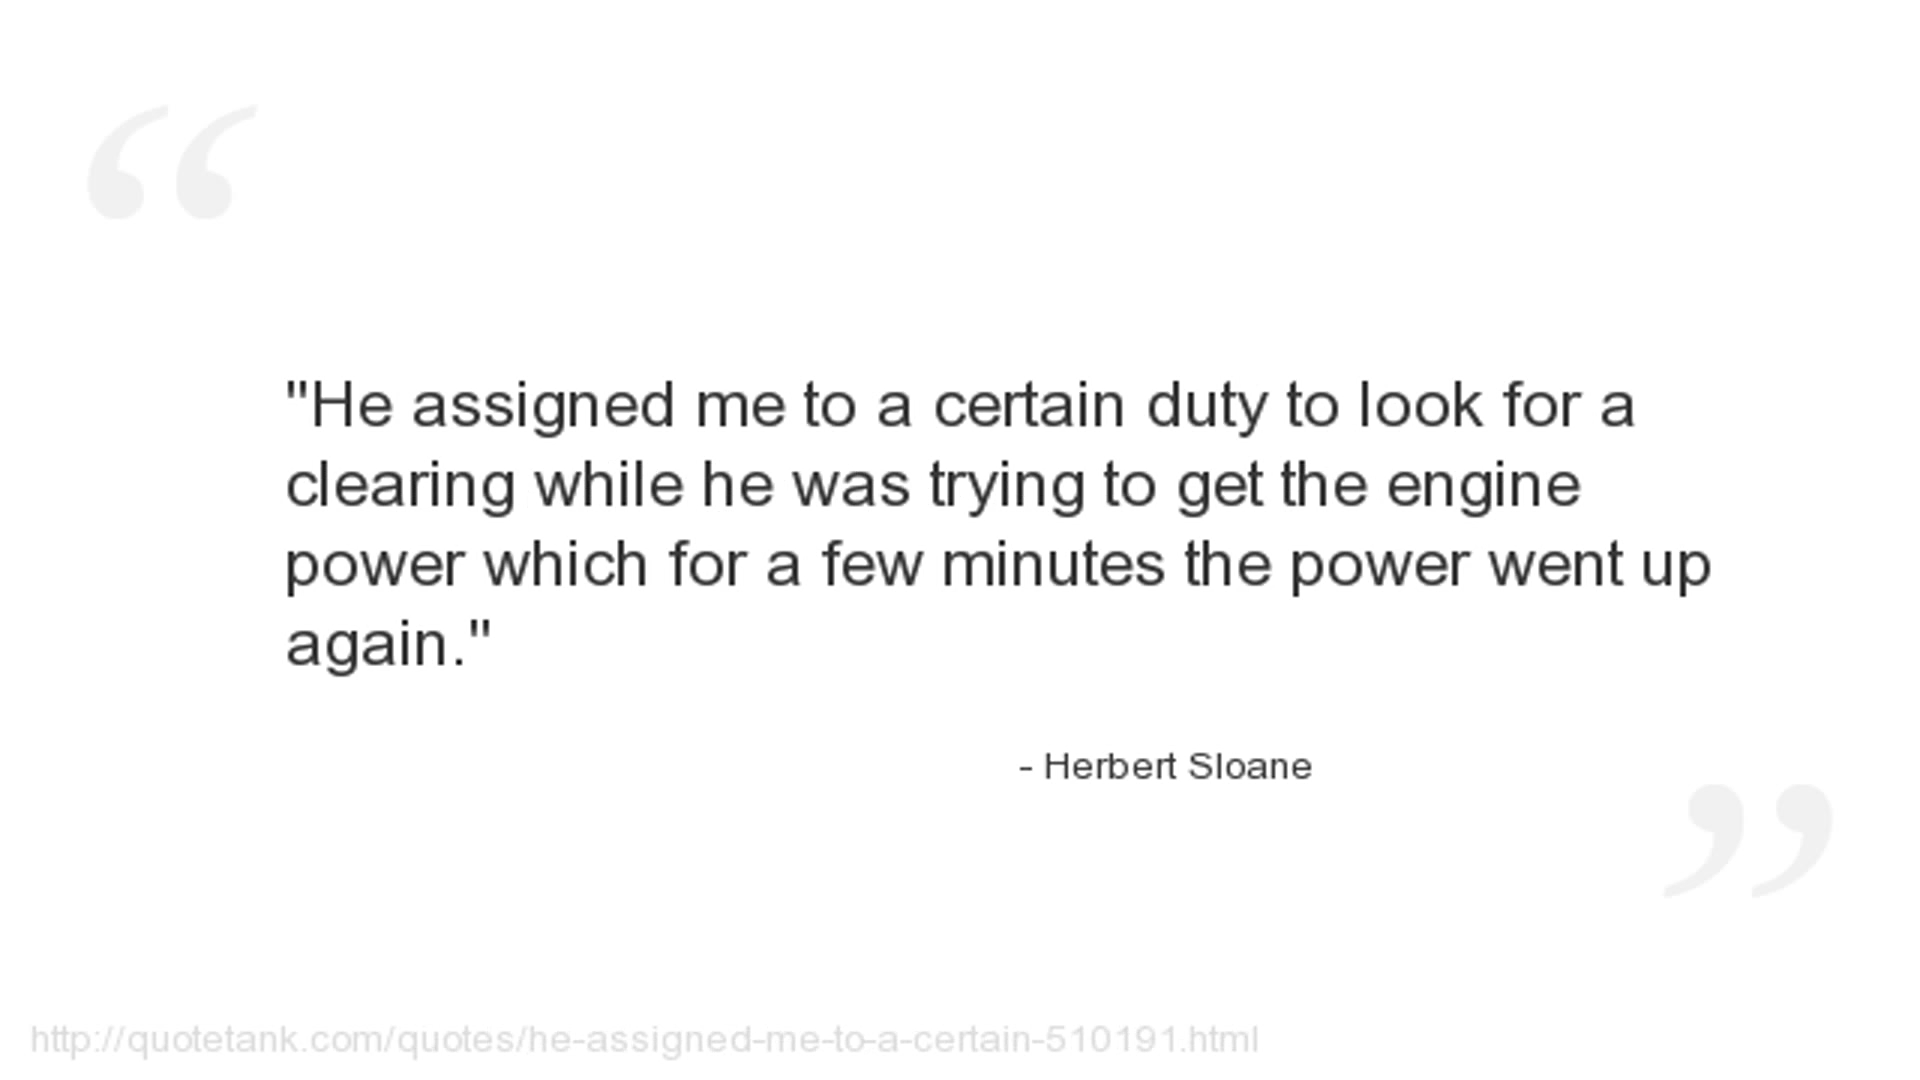 "He assigned me to a certain duty to look for a
clearing while he was trying to get the engine
power which for a few minutes the power went up
again."
- Herbert Sloane
http://quotetank.com/quotes/he-assigned-me-to-a-certain-510191.html